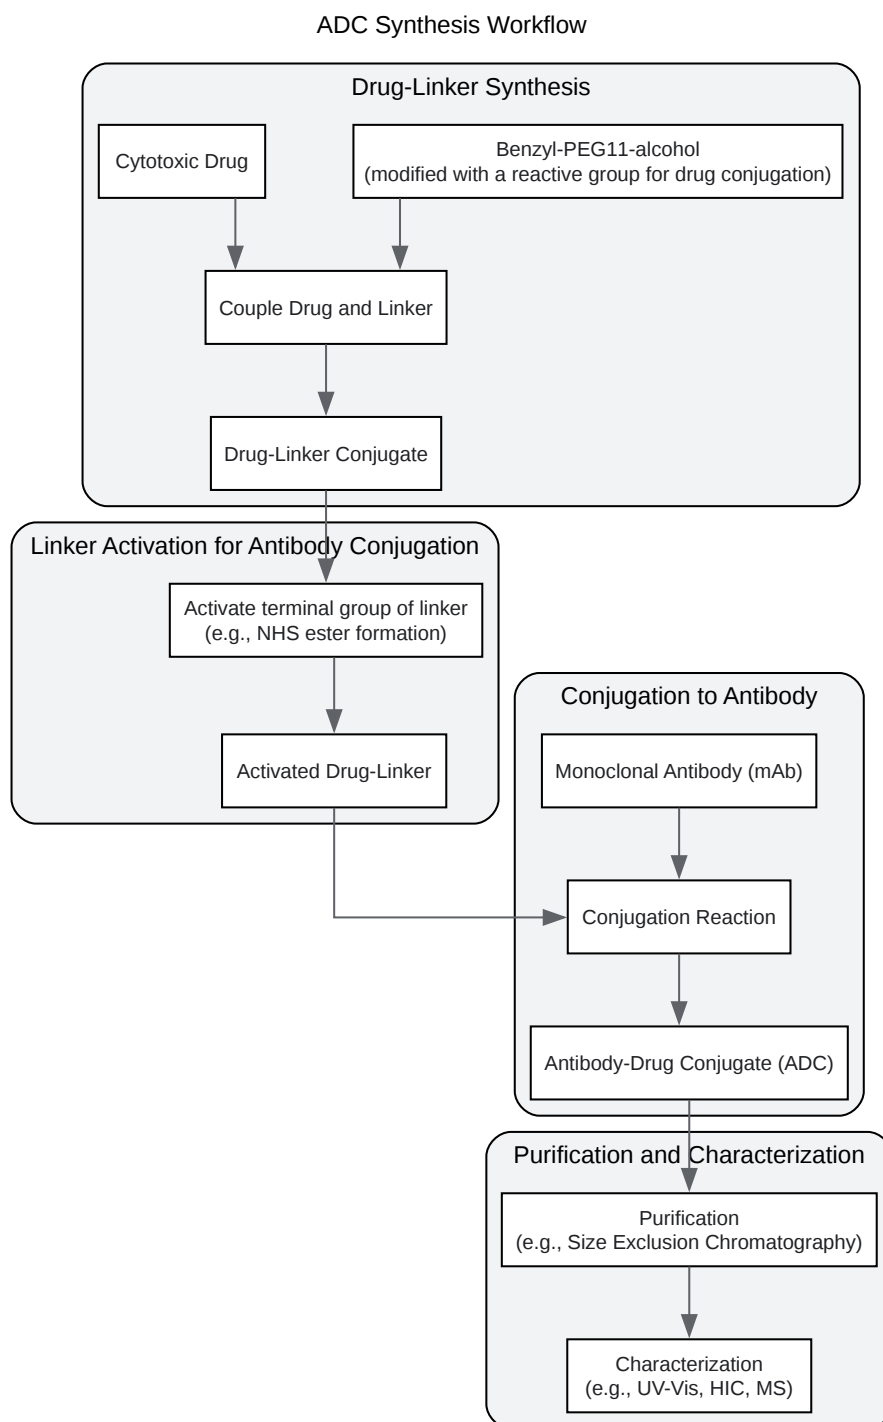 ADC Synthesis Workflow
Drug-Linker Synthesis
Cytotoxic Drug
Benzyl-PEG11-alcohol
(modified with a reactive group for drug conjugation)
Couple Drug and Linker
Drug-Linker Conjugate
Linker Activation for Antibody Conjugation
Activate terminal group of linker
(e.g., NHS ester formation)
Activated Drug-Linker
Conjugation to Antibody
Monoclonal Antibody (mAb)
Conjugation Reaction
Antibody-Drug Conjugate (ADC)
Purification and Characterization
Purification
(e.g., Size Exclusion Chromatography)
Characterization
(e.g., UV-Vis, HIC, MS)